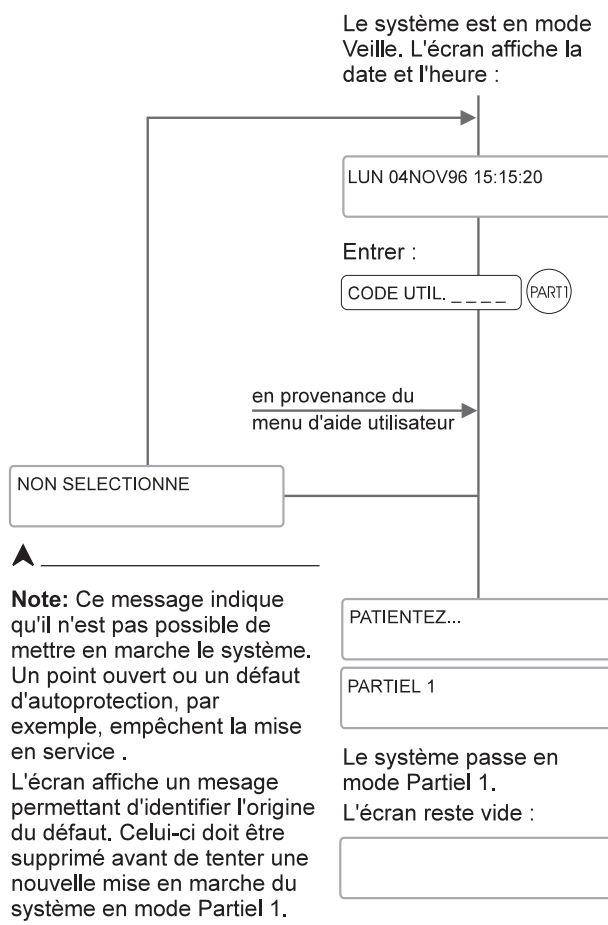 Le système est en mode
Veille. L'écran affiche la
date et l'heure :
LUN 04NOV96 15:15:20
Entrer :
CODE UTIL. _ _ _ _ PART1
en provenance du
menu d'aide utilisateur
NON SELECTIONNE
Note: Ce message indique
qu'il n'est pas possible de
mettre en marche le système.
Un point ouvert ou un défaut
d'autoprotection, par
exemple, empêchent la mise
en service .
L'écran affiche un mesage
permettant d'identifier l'origine
du défaut. Celui-ci doit être
supprimé avant de tenter une
nouvelle mise en marche du
système en mode Partiel 1.
PATIENTEZ...
PARTIEL 1
Le système passe en
mode Partiel 1.
L'écran reste vide :